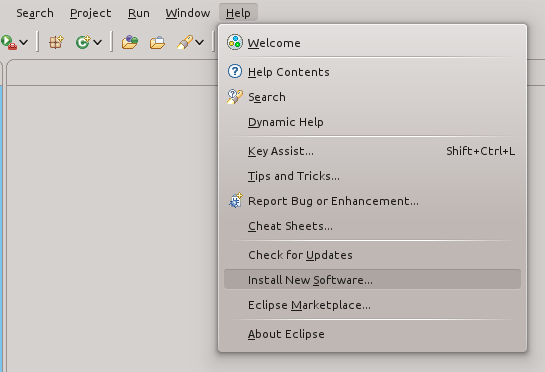 Search Project Run Window Help
Welcome
Help Contents
Search
Dynamic Help
Key Assist... Shift+Ctrl+L
Tips and Tricks...
Report Bug or Enhancement...
Cheat Sheets...
Check for Updates
Install New Software...
Eclipse Marketplace...
About Eclipse